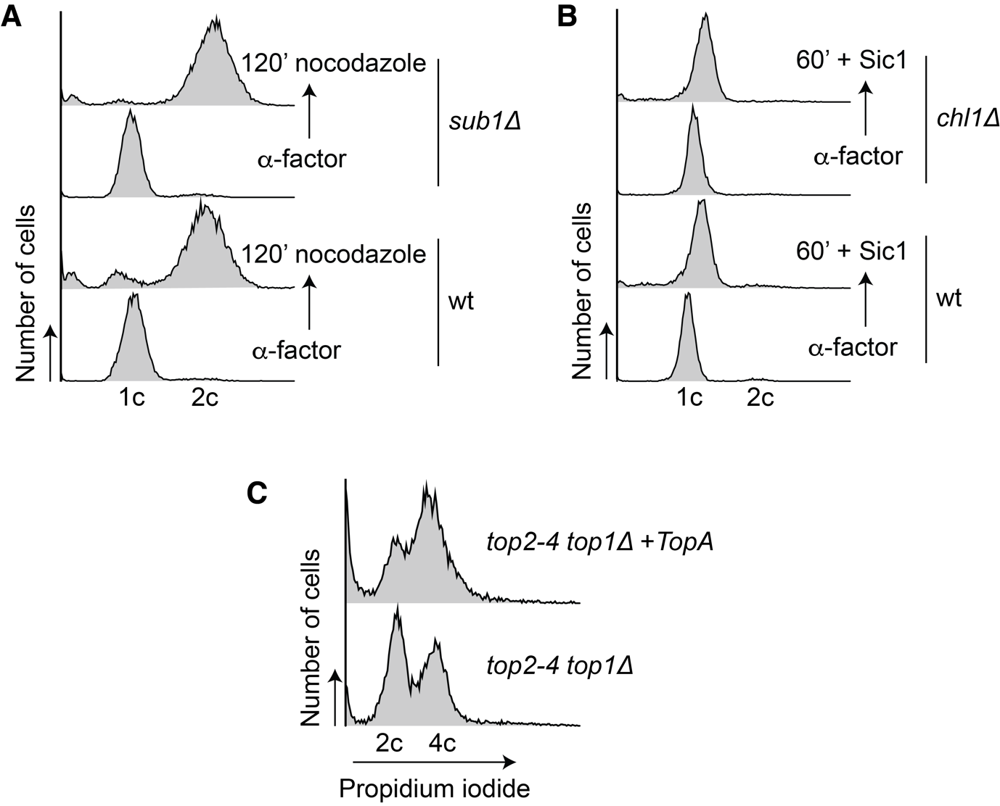 A
120’ nocodazole
α-factor
sub1Δ
120’ nocodazole
α-factor
wt
Number of cells
1c 2c
B
60’ + Sic1
α-factor
chl1Δ
60’ + Sic1
α-factor
wt
Number of cells
1c 2c
C
top2-4 top1Δ +TopA
top2-4 top1Δ
Number of cells
2c 4c
Propidium iodide